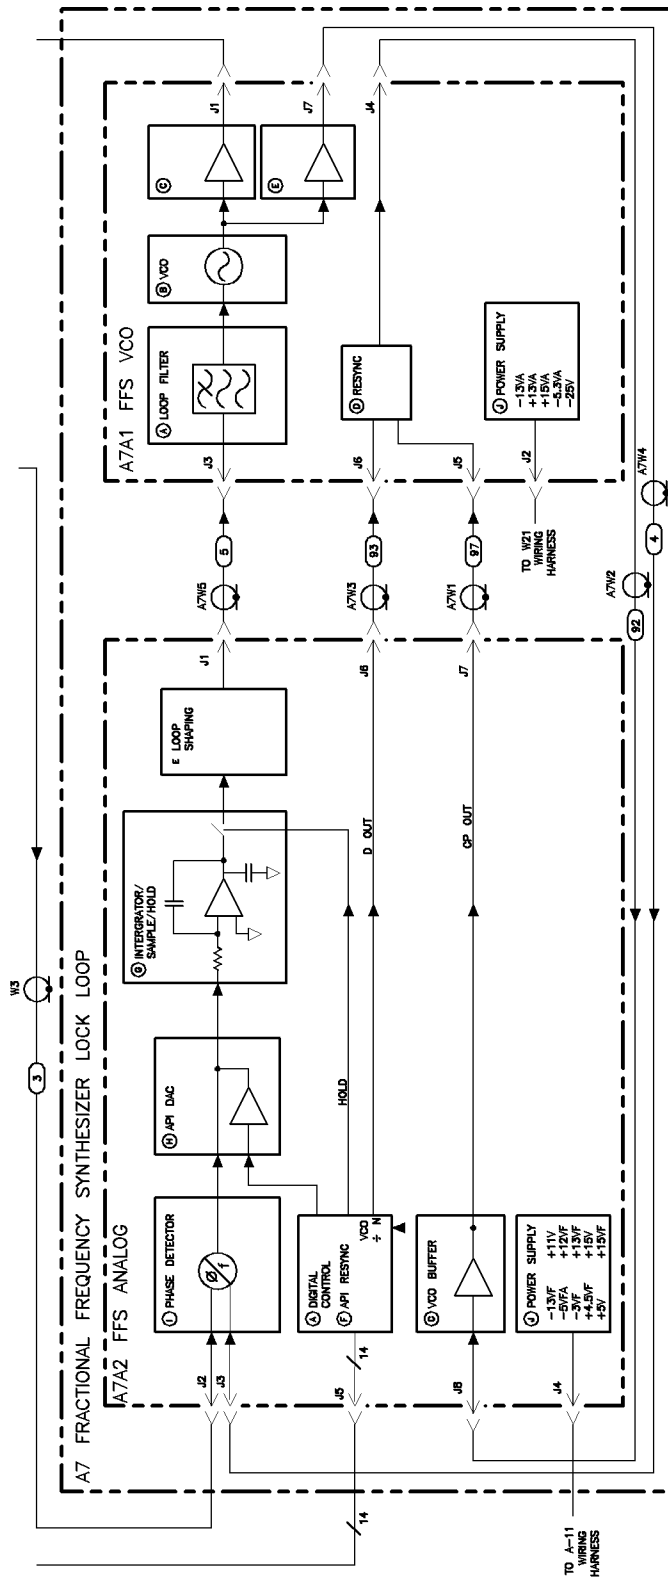 A7 FRACTIONAL FREQUENCY SYNTHESIZER LOCK LOOP
W3
3
A7A2 FFS ANALOG
J2
J3
I PHASE DETECTOR
Ø/f
H API DAC
G INTERGRATOR/
SAMPLE/HOLD
E LOOP
SHAPING
J1
A7W5
5
J5
14
14
A DIGITAL
CONTROL
F API RESYNC
VCO
÷ N
HOLD
D OUT
J6
A7W3
93
J8
C VCO BUFFER
CP OUT
J7
A7W1
97
TO A-11
WIRING
HARNESS
J4
J POWER SUPPLY
-13VF +11V
-5VFA +12VF
-3VF +13VF
+4.5VF +15V
+5V +15VF
A7A1 FFS VCO
J3
A LOOP FILTER
B VCO
C
J1
E
J7
J6
J5
D RESYNC
J4
TO W21
WIRING
HARNESS
J2
J POWER SUPPLY
-13VA
+13VA
+15VA
-5.3VA
-25V
92
A7W2
4
A7W4